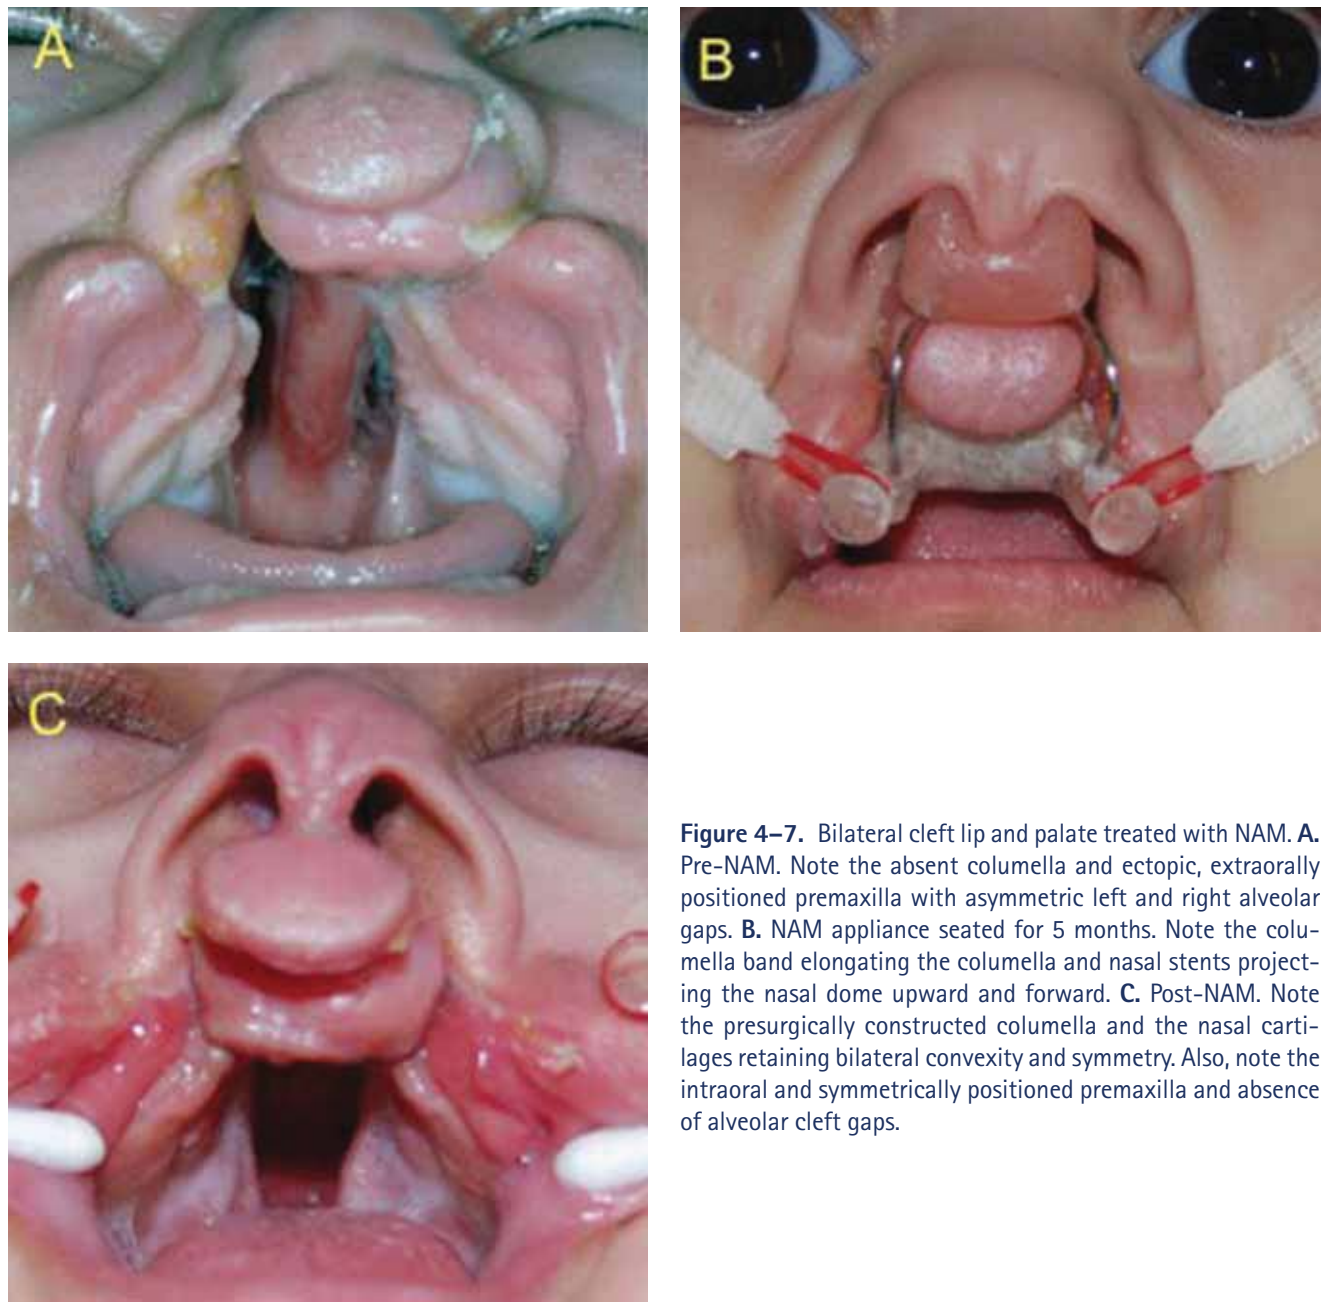 A
B
C
Figure 4–7. Bilateral cleft lip and palate treated with NAM. A.
Pre-NAM. Note the absent columella and ectopic, extraorally
positioned premaxilla with asymmetric left and right alveolar
gaps. B. NAM appliance seated for 5 months. Note the colu-
mella band elongating the columella and nasal stents project-
ing the nasal dome upward and forward. C. Post-NAM. Note
the presurgically constructed columella and the nasal carti-
lages retaining bilateral convexity and symmetry. Also, note the
intraoral and symmetrically positioned premaxilla and absence
of alveolar cleft gaps.